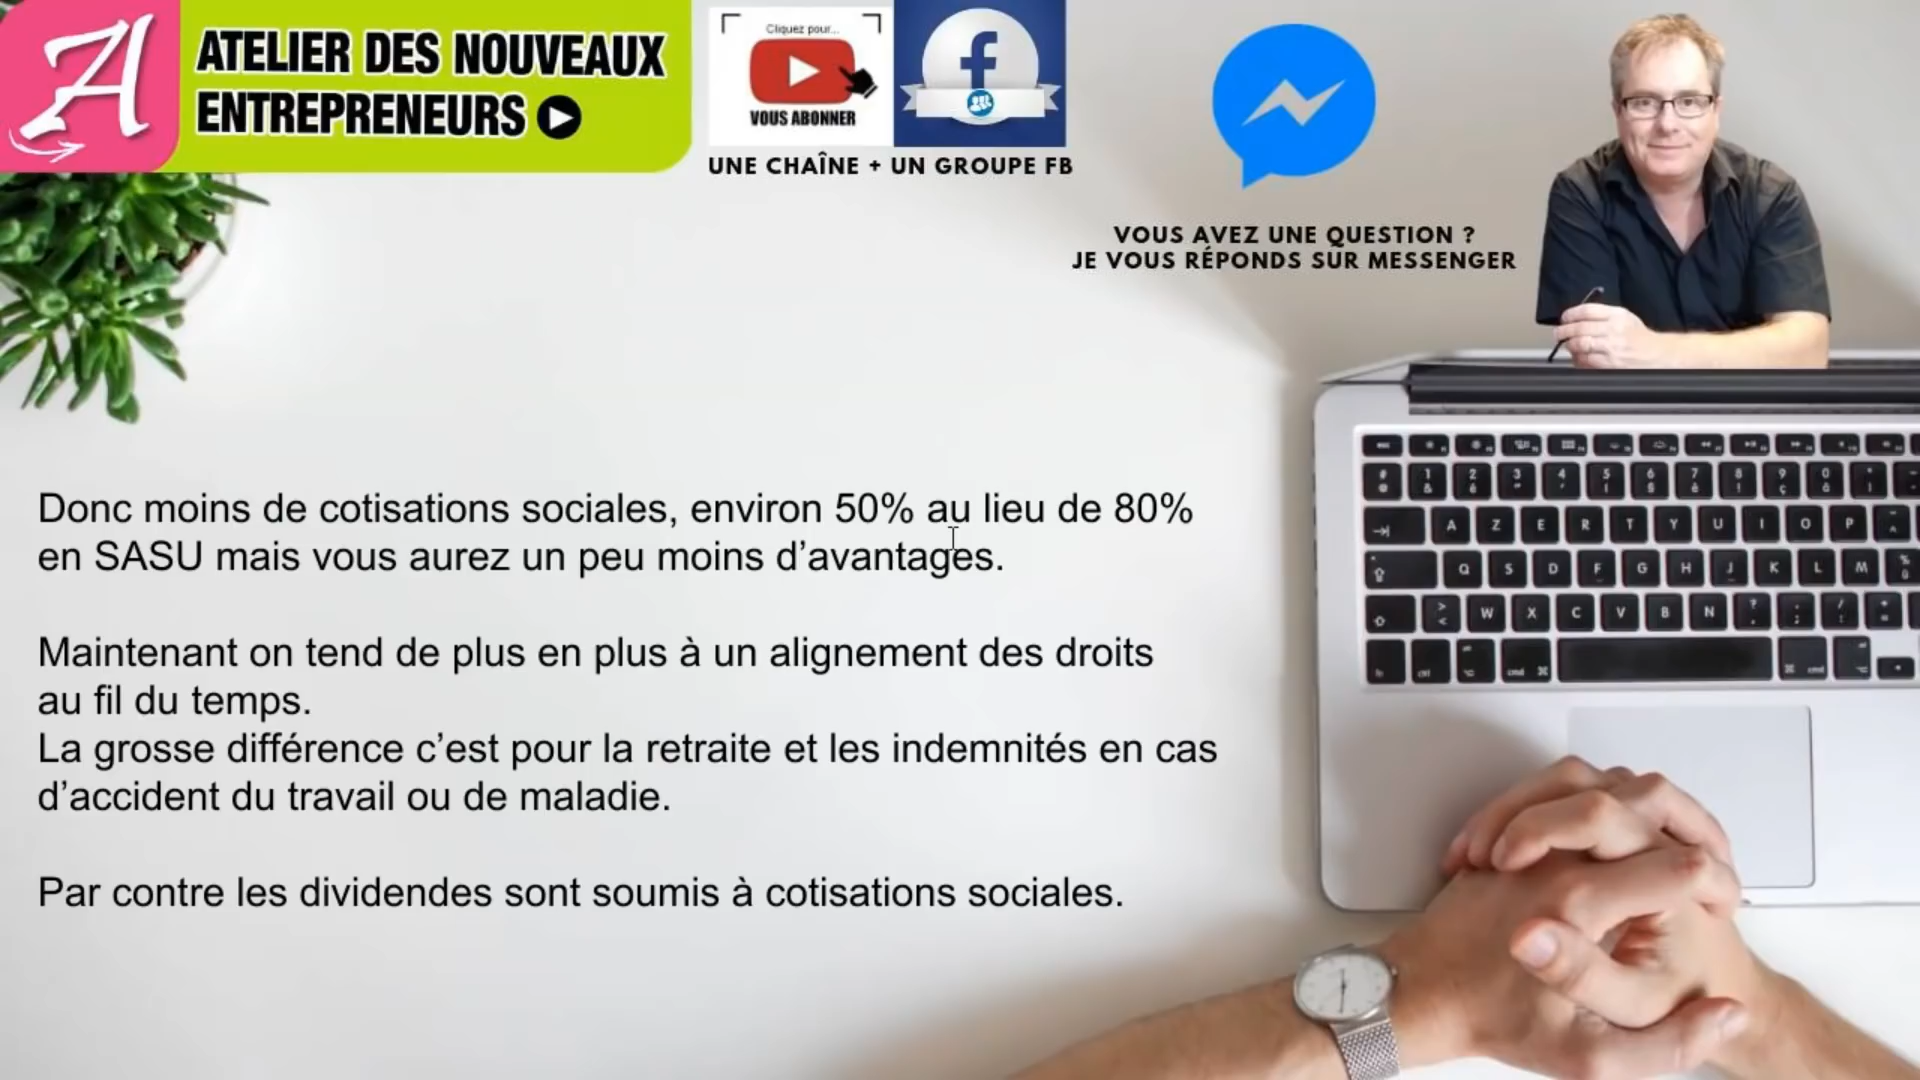 ATELIER DES NOUVEAUX
ENTREPRENEURS
Cliquez pour...
VOUS ABONNER
UNE CHAÎNE + UN GROUPE FB
VOUS AVEZ UNE QUESTION ?
JE VOUS RÉPONDS SUR MESSENGER
Donc moins de cotisations sociales, environ 50% au lieu de 80%
en SASU mais vous aurez un peu moins d’avantages.
Maintenant on tend de plus en plus à un alignement des droits
au fil du temps.
La grosse différence c’est pour la retraite et les indemnités en cas
d’accident du travail ou de maladie.
Par contre les dividendes sont soumis à cotisations sociales.
A Z E R T Y U I O P
Q S D F G H J K L M
W X C V B N